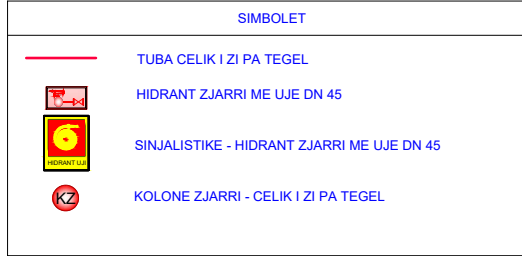 SIMBOLET
TUBA CELIK I ZI PA TEGEL
HIDRANT ZJARRI ME UJE DN 45
HIDRANT UJI
SINJALISTIKE - HIDRANT ZJARRI ME UJE DN 45
KZ
KOLONE ZJARRI - CELIK I ZI PA TEGEL